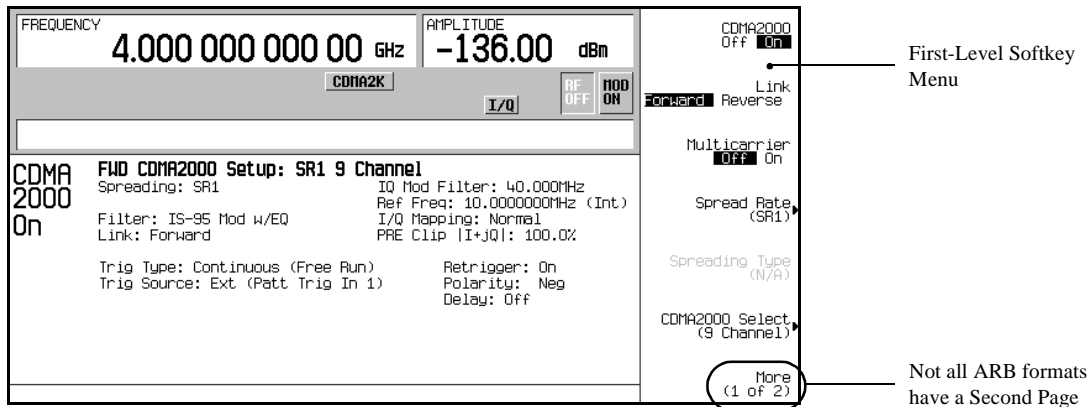 FREQUENCY
4.000 000 000 00 GHz
AMPLITUDE
-136.00 dBm
CDMA2K
I/Q
RF OFF
MOD ON
CDMA 2000 On
FWD CDMA2000 Setup: SR1 9 Channel
Spreading: SR1
IQ Mod Filter: 40.000MHz
Ref Freq: 10.0000000MHz (Int)
Filter: IS-95 Mod w/EQ
I/Q Mapping: Normal
Link: Forward
PRE Clip |I+jQ|: 100.0%
Trig Type: Continuous (Free Run)
Retrigger: On
Trig Source: Ext (Patt Trig In 1)
Polarity: Neg
Delay: Off
CDMA2000
Off On
Link
Forward Reverse
Multicarrier
Off On
Spread Rate
(SR1)
Spreading Type
(N/A)
CDMA2000 Select
(9 Channel)
More
(1 of 2)
First-Level Softkey
Menu
Not all ARB formats
have a Second Page